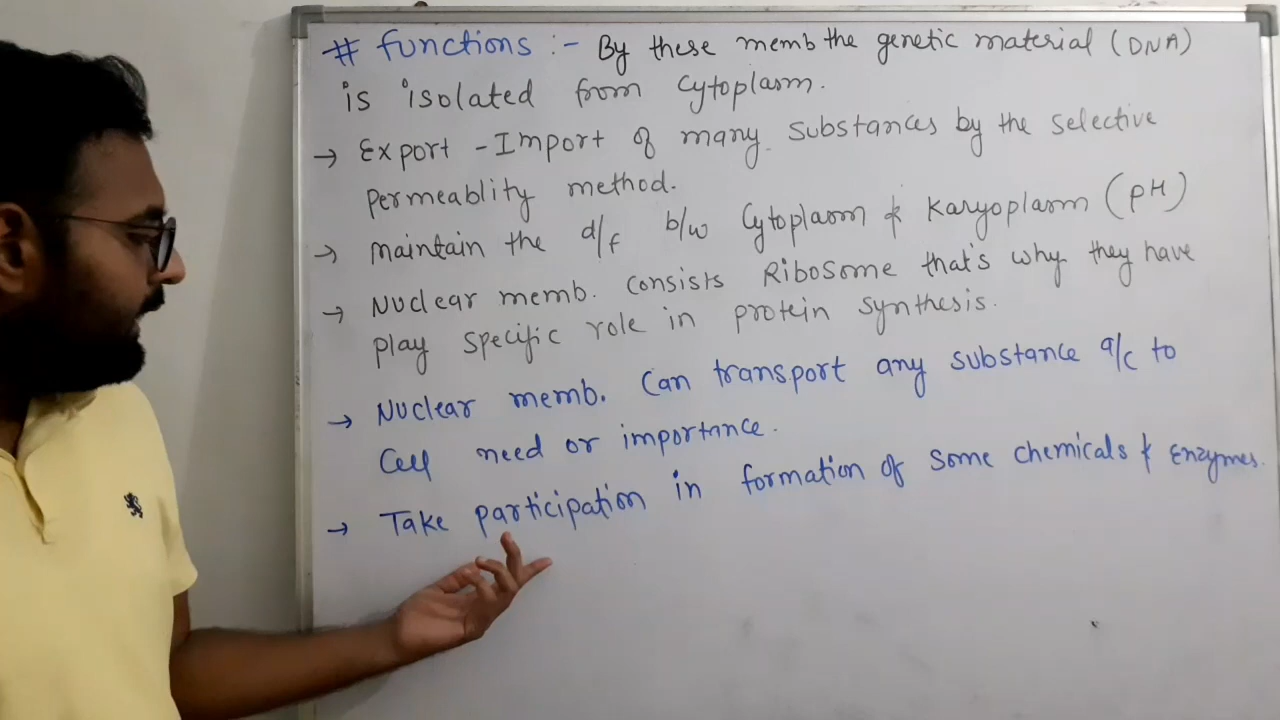 # Functions :- By these memb the genetic material (DNA)
is isolated from Cytoplasm.
→ Export - Import of many substances by the selective
permeablity method.
→ maintain the d/f b/w Cytoplasm & Karyoplasm (pH)
→ Nuclear memb. consists Ribosome that's why they have
play specific role in protein synthesis.
→ Nuclear memb. Can transport any substance a/c to
Cell need or importance.
→ Take participation in formation of some chemicals & Enzymes.